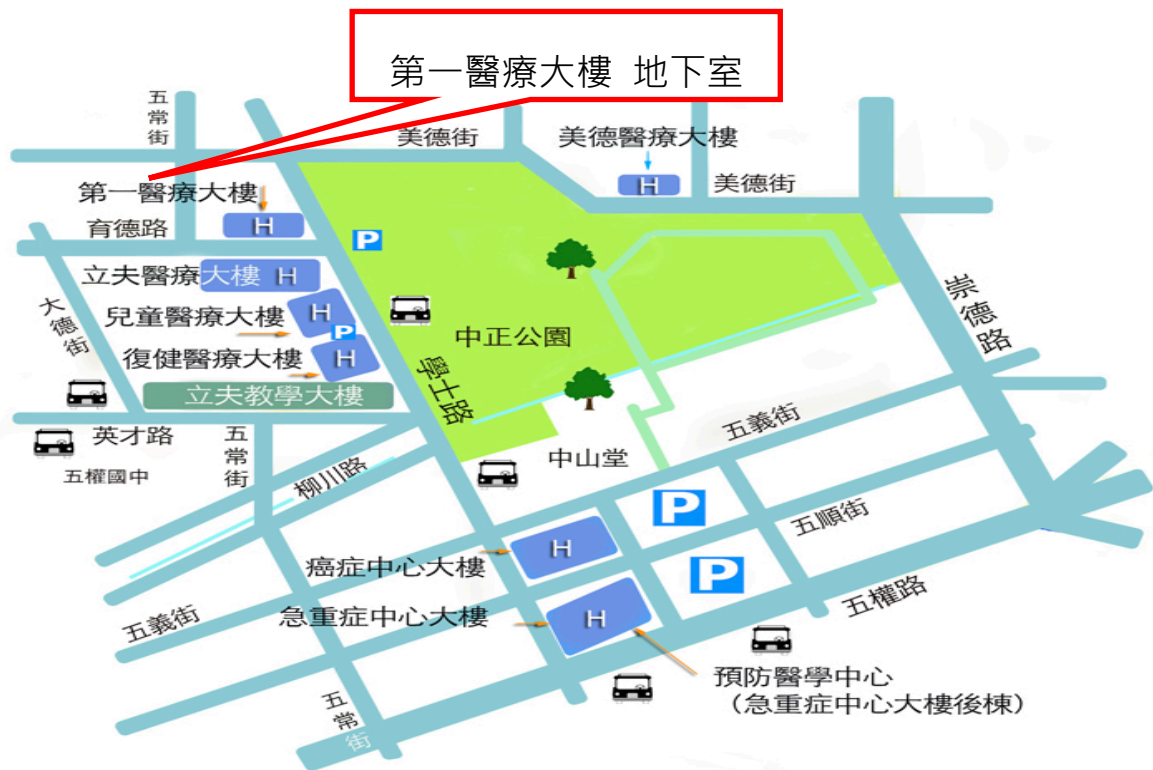 第一醫療大樓 地下室
五常街
美德街
美德醫療大樓
H
美德街
第一醫療大樓
H
育德路
P
立夫醫療大樓 H
大德街
兒童醫療大樓
H
P
復健醫療大樓
H
立夫教學大樓
中正公園
學士路
崇德路
英才路
五權國中
五常街
柳川路
中山堂
五義街
P
五順街
癌症中心大樓
H
P
五義街
急重症中心大樓
H
五權路
預防醫學中心
(急重症中心大樓後棟)
五常街